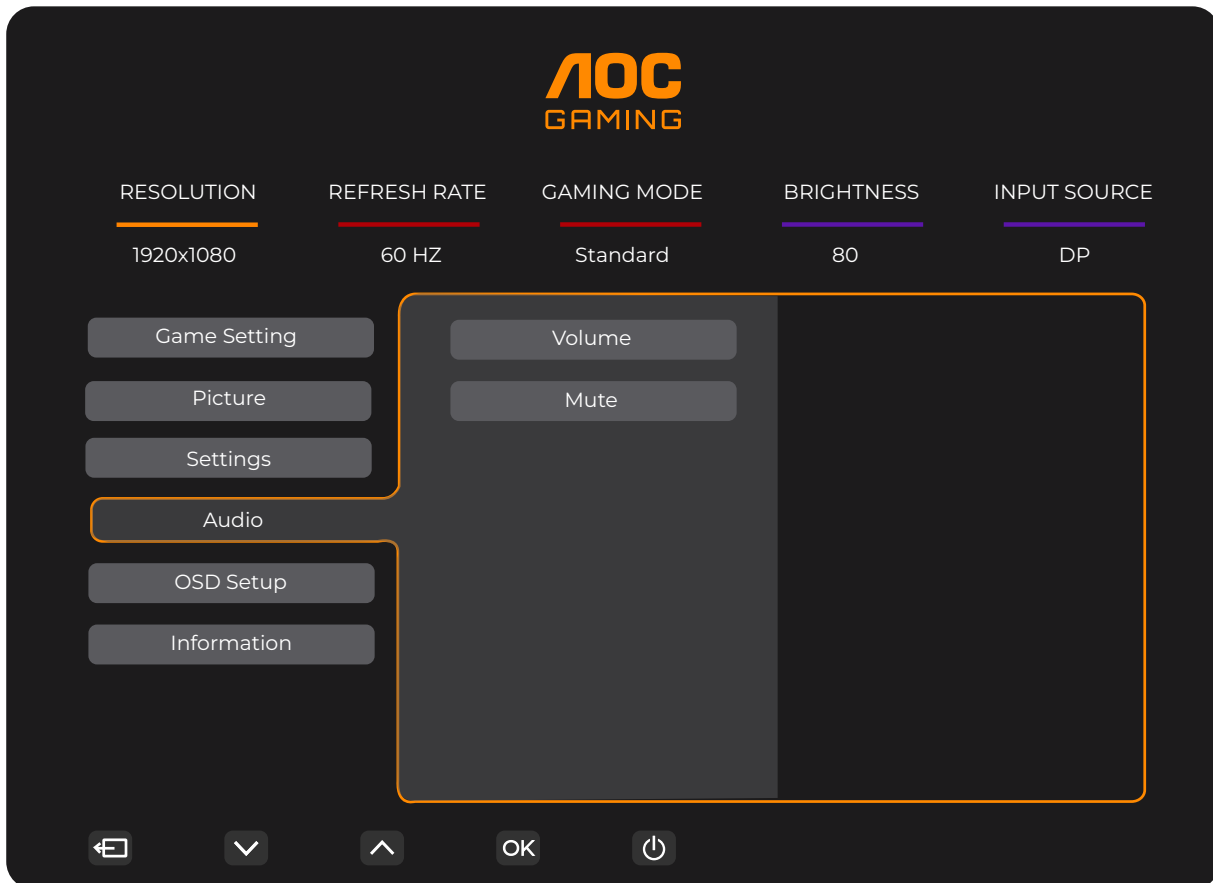 AOC
GAMING
RESOLUTION REFRESH RATE GAMING MODE BRIGHTNESS INPUT SOURCE
1920x1080 60 HZ Standard 80 DP
Game Setting Volume
Picture Mute
Settings
Audio
OSD Setup
Information
OK